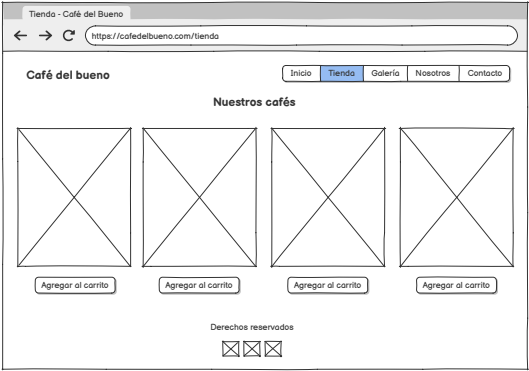 Tienda - Café del Bueno
https://cafedelbueno.com/tienda
Café del bueno
Inicio Tienda Galería Nosotros Contacto
Nuestros cafés
Agregar al carrito Agregar al carrito Agregar al carrito Agregar al carrito
Derechos reservados